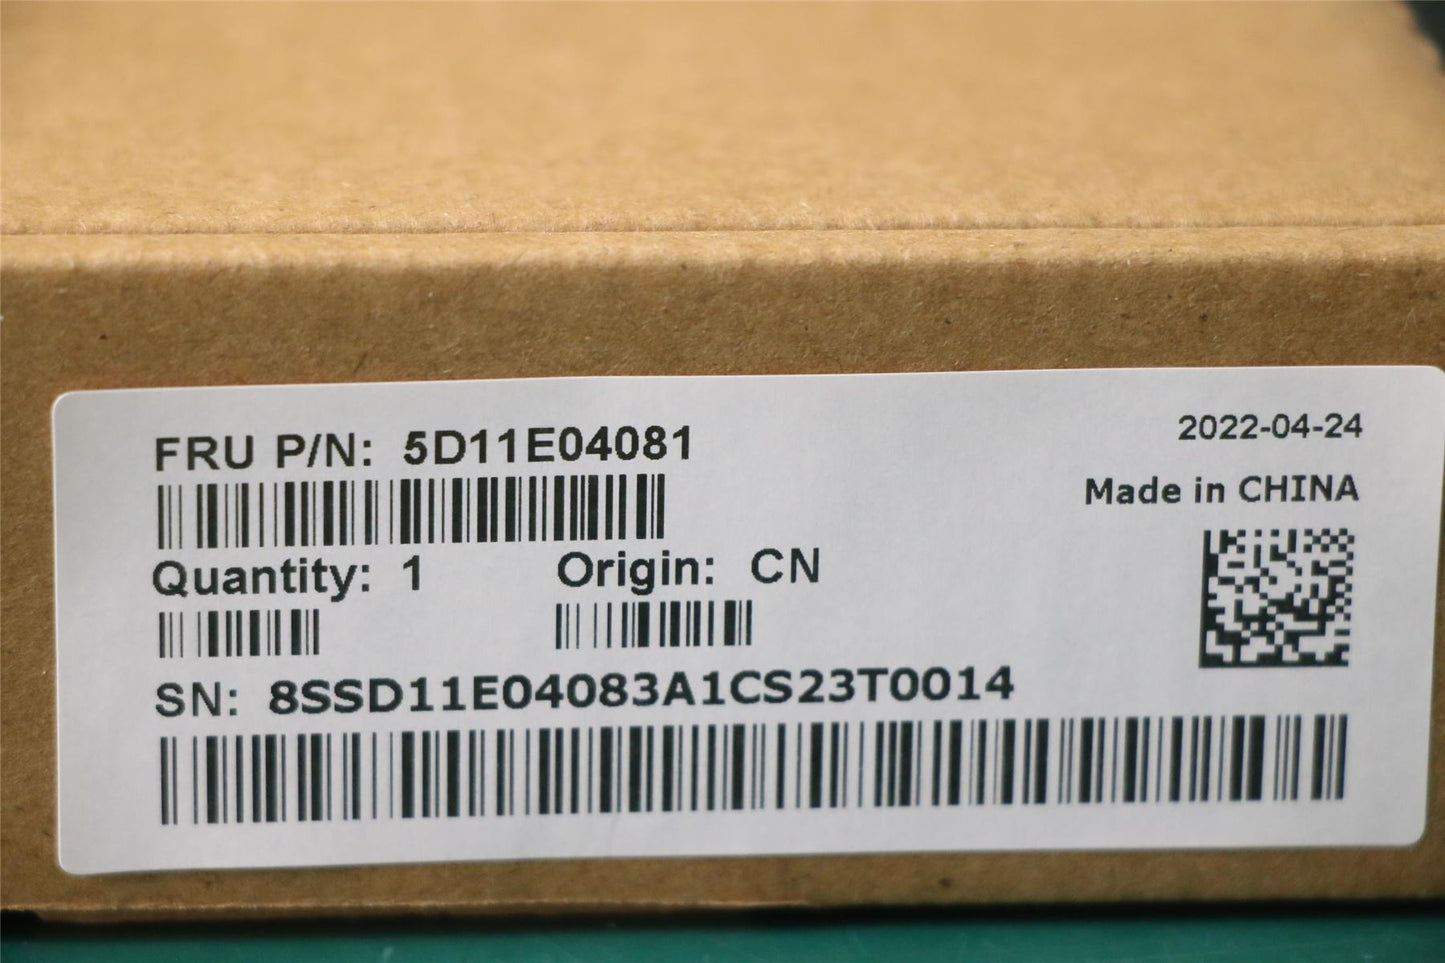 FRU P/N: 5D11E04081
2022-04-24
Made in CHINA
Quantity: 1
Origin: CN
SN: 8SSD11E04083A1CS23T0014